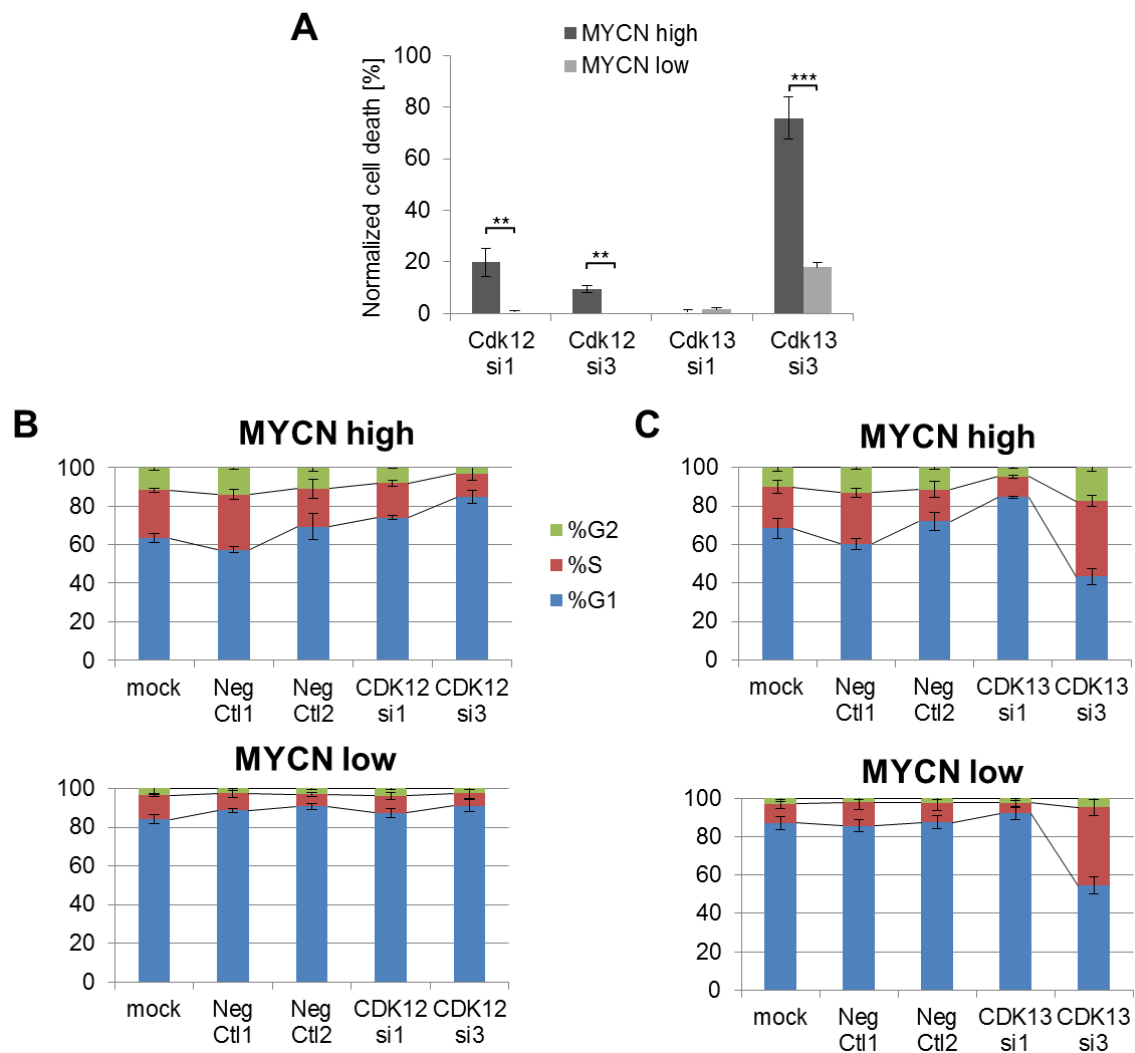 A
MYCN high
MYCN low
Normalized cell death [%]
100
80
60
40
20
0
**
**
***
Cdk12 si1
Cdk12 si3
Cdk13 si1
Cdk13 si3
B
MYCN high
100
80
60
40
20
0
mock
Neg Ctl1
Neg Ctl2
CDK12 si1
CDK12 si3
%G2
%S
%G1
MYCN low
100
80
60
40
20
0
mock
Neg Ctl1
Neg Ctl2
CDK12 si1
CDK12 si3
C
MYCN high
100
80
60
40
20
0
mock
Neg Ctl1
Neg Ctl2
CDK13 si1
CDK13 si3
MYCN low
100
80
60
40
20
0
mock
Neg Ctl1
Neg Ctl2
CDK13 si1
CDK13 si3